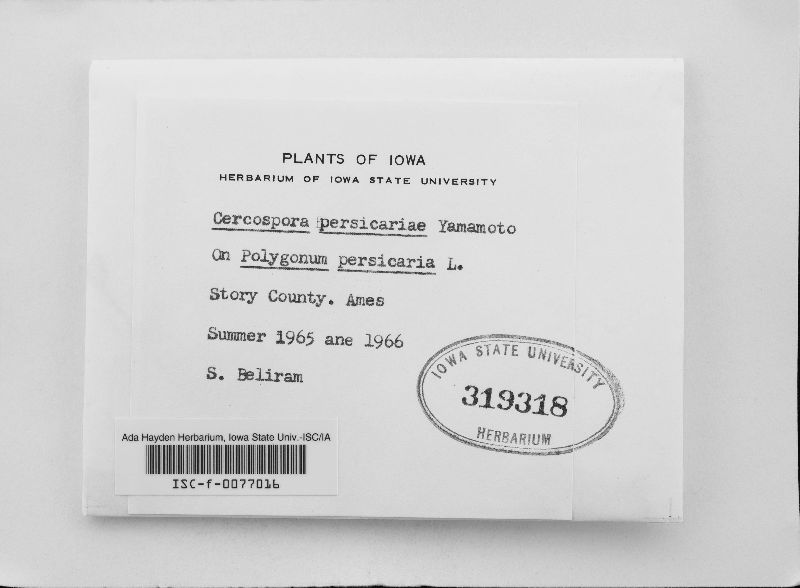 PLANTS OF IOWA
HERBARIUM OF IOWA STATE UNIVERSITY
Cercospora persicariae Yamamoto
On Polygonum persicaria L.
Story County. Ames
Summer 1965 ane 1966
S. Beliram
IOWA STATE UNIVERSITY
319318
HERBARIUM
Ada Hayden Herbarium, Iowa State Univ.-ISC/IA
ISC-f-0077016